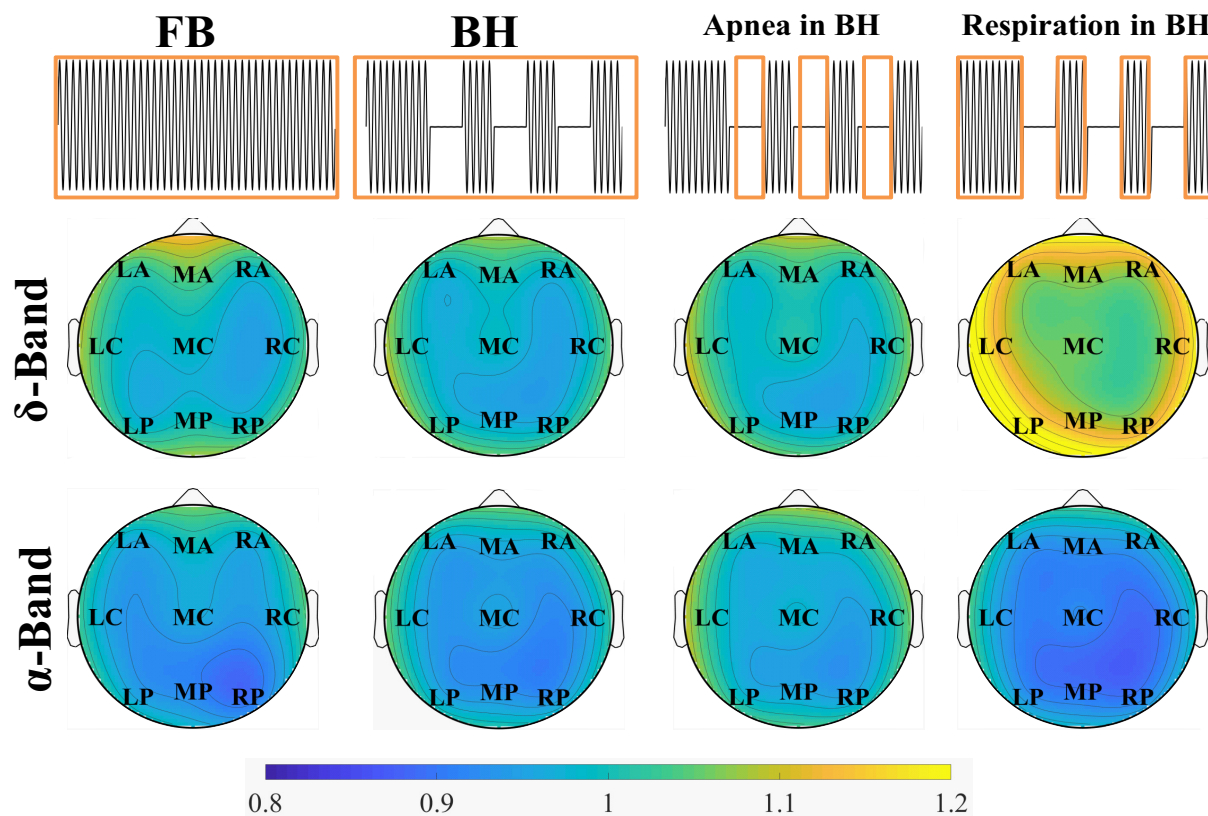 FB BH Apnea in BH Respiration in BH
δ-Band
LA MA RA LA MA RA LA MA RA LA MA RA
LC MC RC LC MC RC LC MC RC LC MC RC
LP MP RP LP MP RP LP MP RP LP MP RP
α-Band
LA MA RA LA MA RA LA MA RA LA MA RA
LC MC RC LC MC RC LC MC RC LC MC RC
LP MP RP LP MP RP LP MP RP LP MP RP
0.8 0.9 1 1.1 1.2